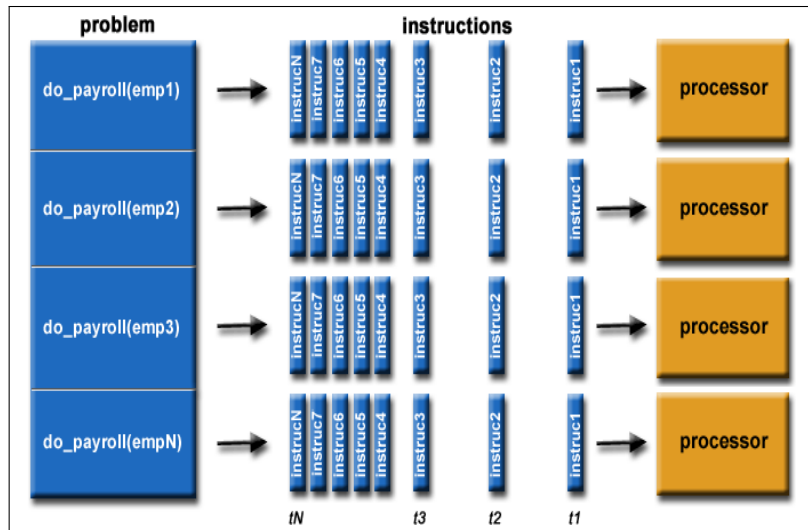 problem instructions
do_payroll(emp1) instrucN instruc7 instruc6 instruc5 instruc4 instruc3 instruc2 instruc1 processor
do_payroll(emp2) instrucN instruc7 instruc6 instruc5 instruc4 instruc3 instruc2 instruc1 processor
do_payroll(emp3) instrucN instruc7 instruc6 instruc5 instruc4 instruc3 instruc2 instruc1 processor
do_payroll(empN) instrucN instruc7 instruc6 instruc5 instruc4 instruc3 instruc2 instruc1 processor
tN t3 t2 t1